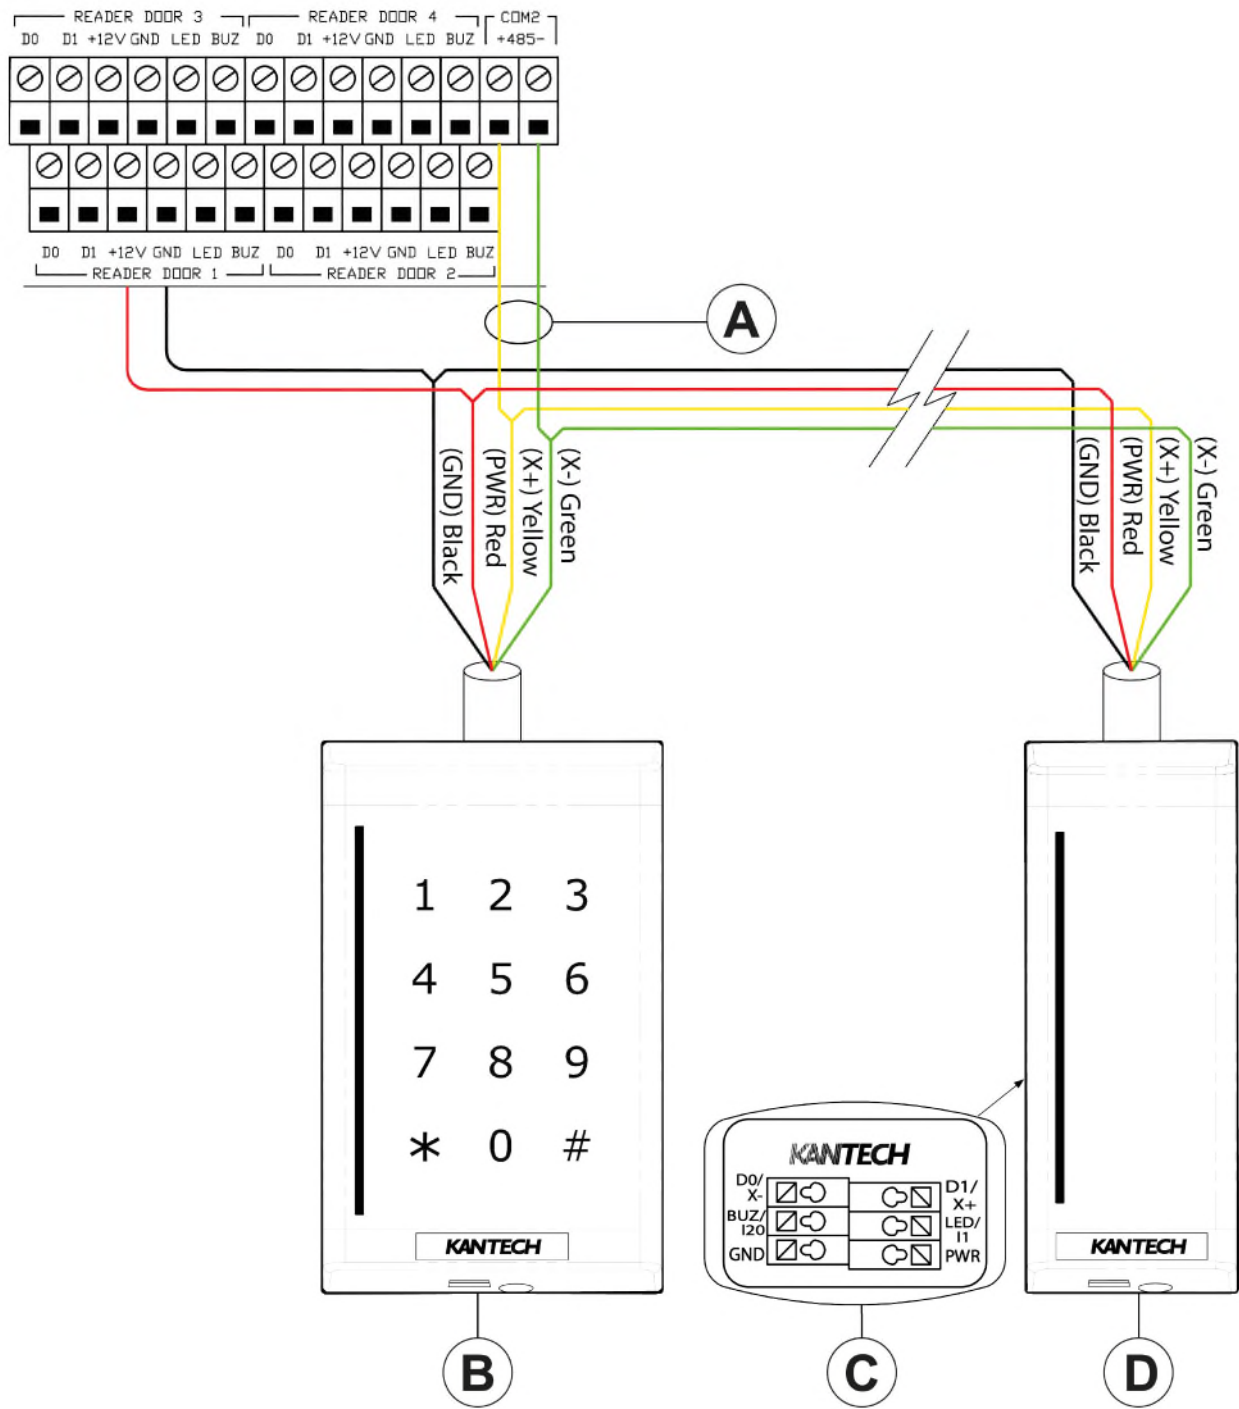 READER DOOR 3 READER DOOR 4 COM2
D0 D1 +12V GND LED BUZ D0 D1 +12V GND LED BUZ +485-
D0 D1 +12V GND LED BUZ D0 D1 +12V GND LED BUZ
READER DOOR 1 READER DOOR 2
A
(GND) Black
(PWR) Red
(X+) Yellow
(X-) Green
(GND) Black
(PWR) Red
(X+) Yellow
(X-) Green
1 2 3
4 5 6
7 8 9
* 0 #
KANTECH
KANTECH
D0/
X-
BUZ/
I20
GND
D1/
X+
LED/
I1
PWR
KANTECH
B
C
D